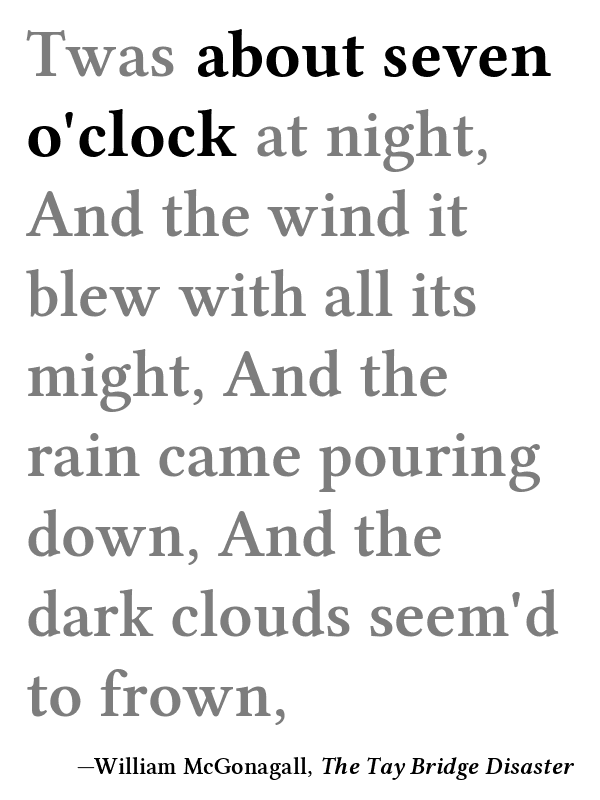 Twas about seven
o'clock at night,
And the wind it
blew with all its
might, And the
rain came pouring
down, And the
dark clouds seem'd
to frown,
—William McGonagall, The Tay Bridge Disaster